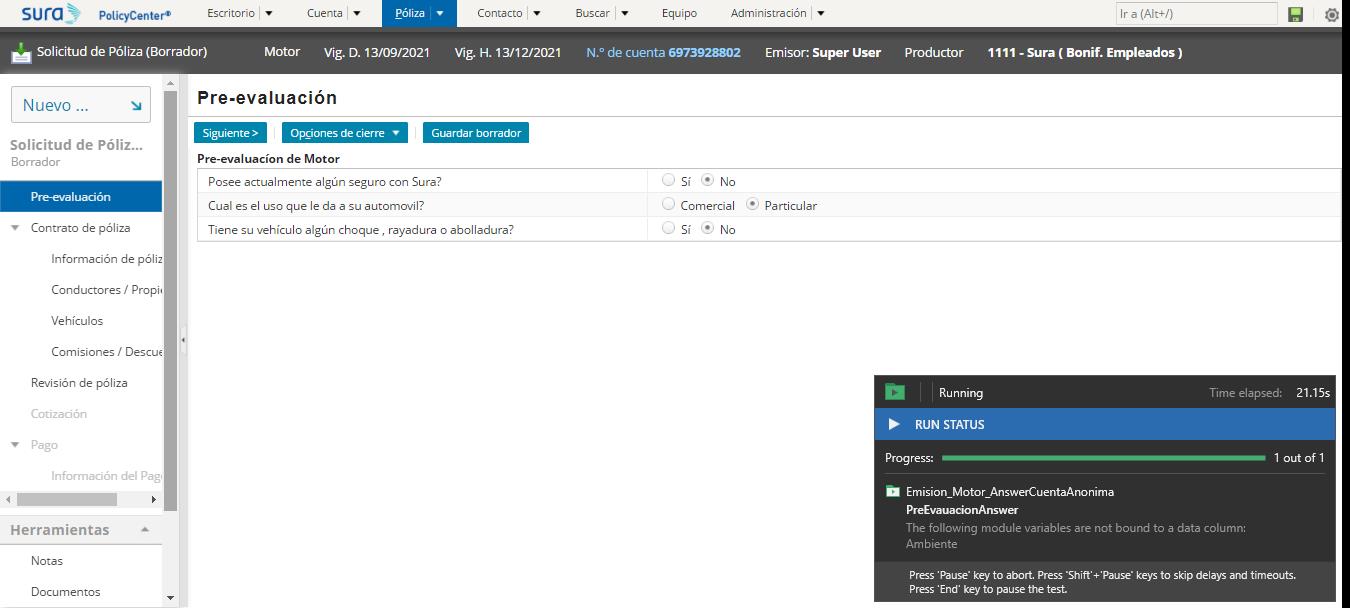 sura PolicyCenter® Escritorio Cuenta Póliza Contacto Buscar Equipo Administración Ir a (Alt+/)
Solicitud de Póliza (Borrador) Motor Vig. D. 13/09/2021 Vig. H. 13/12/2021 N.º de cuenta 6973928802 Emisor: Super User Productor 1111 - Sura ( Bonif. Empleados )
Nuevo ...
Solicitud de Póliz...
Borrador
Pre-evaluación
Contrato de póliza
Información de póliz
Conductores / Propi
Vehículos
Comisiones / Descue
Revisión de póliza
Cotización
Pago
Información del Pag
Herramientas
Notas
Documentos
Pre-evaluación
Siguiente > Opciones de cierre Guardar borrador
Pre-evaluacíon de Motor
Posee actualmente algún seguro con Sura? Sí No
Cual es el uso que le da a su automovil? Comercial Particular
Tiene su vehículo algún choque , rayadura o abolladura? Sí No
Running Time elapsed: 21.15s
RUN STATUS
Progress: 1 out of 1
Emision_Motor_AnswerCuentaAnonima
PreEvauacionAnswer
The following module variables are not bound to a data column:
Ambiente
Press 'Pause' key to abort. Press 'Shift'+'Pause' keys to skip delays and timeouts.
Press 'End' key to pause the test.